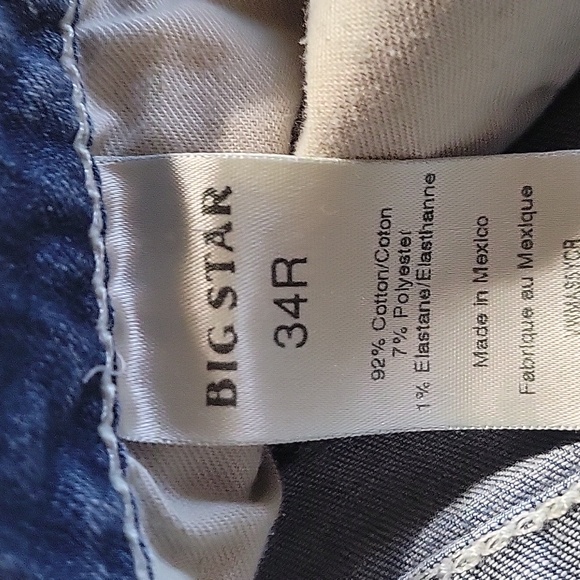 BIG STAR
34R
92% Cotton/Coton
7% Polyester
1% Elastane/Elasthanne
Made in Mexico
Fabrique au Mexique